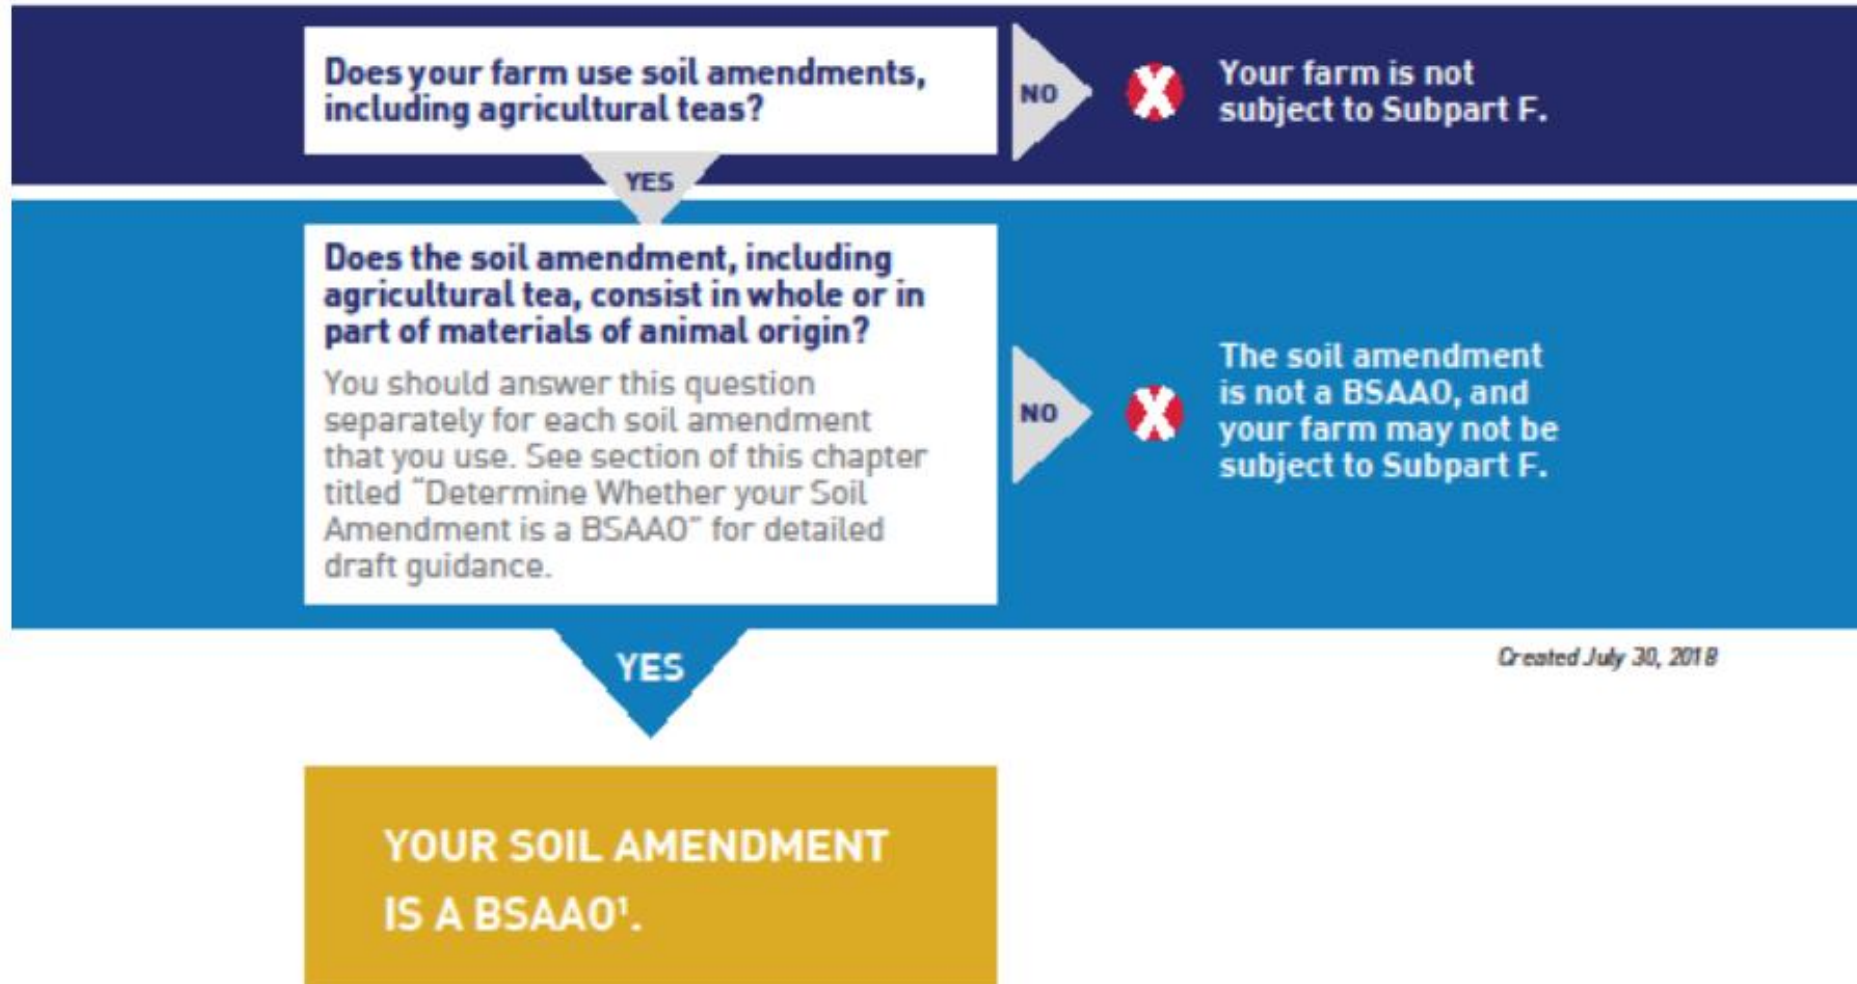 Does your farm use soil amendments,
including agricultural teas?
NO
Your farm is not
subject to Subpart F.
YES
Does the soil amendment, including
agricultural tea, consist in whole or in
part of materials of animal origin?
You should answer this question
separately for each soil amendment
that you use. See section of this chapter
titled “Determine Whether your Soil
Amendment is a BSAAO” for detailed
draft guidance.
NO
The soil amendment
is not a BSAAO, and
your farm may not be
subject to Subpart F.
YES
Created July 30, 2018
YOUR SOIL AMENDMENT
IS A BSAAO¹.